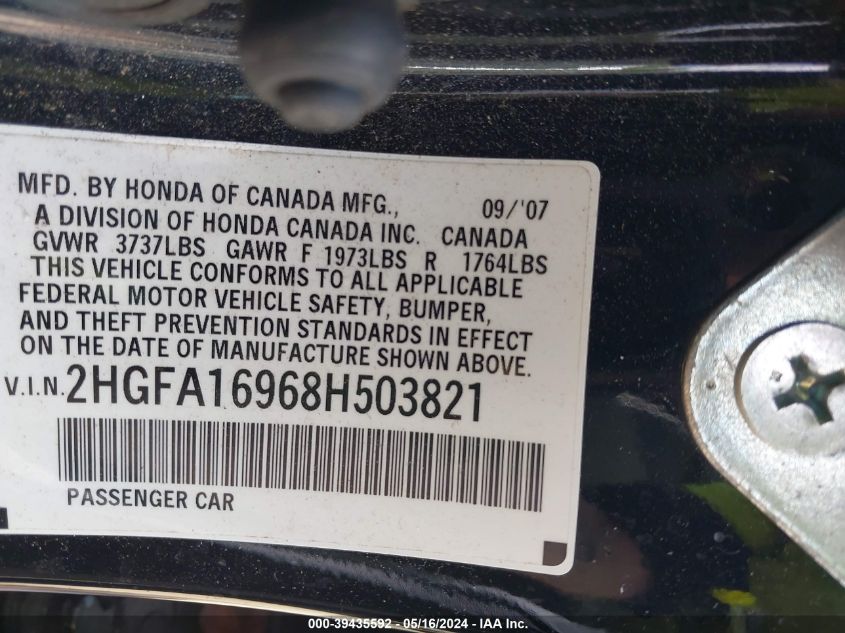 MFD. BY HONDA OF CANADA MFG., 09/'07
A DIVISION OF HONDA CANADA INC. CANADA
GVWR 3737LBS GAWR F 1973LBS R 1764LBS
THIS VEHICLE CONFORMS TO ALL APPLICABLE
FEDERAL MOTOR VEHICLE SAFETY, BUMPER,
AND THEFT PREVENTION STANDARDS IN EFFECT
ON THE DATE OF MANUFACTURE SHOWN ABOVE.
V.I.N. 2HGFA16968H503821
PASSENGER CAR
000-39435592 - 05/16/2024 - IAA Inc.